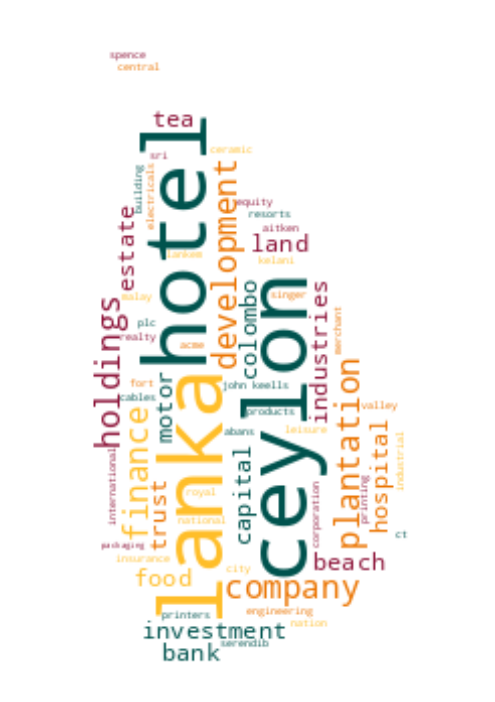 spence
central
tea
hotel
ceramic
sri
building
electricals
development
equity
resorts
aitken
land
kelani
estate
lankem
malay
holdings
plc
realty
acme
colombo
singer
industries
merchant
ceylon
lanka
motor
fort
cables
john keells
products
abans
leisure
valley
plantation
finance
trust
international
capital
hospital
industrial
printing
corporation
royal
national
ct
packaging
insurance
food
city
beach
company
engineering
nation
printers
investment
serendib
bank